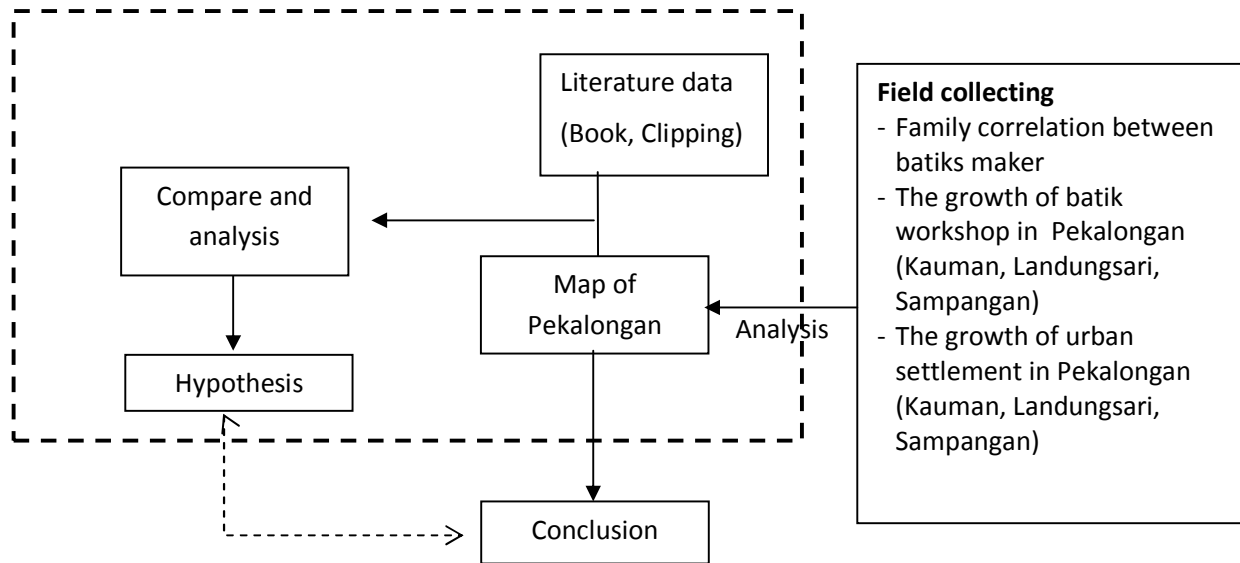 Literature data
(Book, Clipping)
Field collecting
- Family correlation between
batiks maker
- The growth of batik
workshop in Pekalongan
(Kauman, Landungsari,
Sampangan)
- The growth of urban
settlement in Pekalongan
(Kauman, Landungsari,
Sampangan)
Compare and
analysis
Map of
Pekalongan
Analysis
Hypothesis
Conclusion